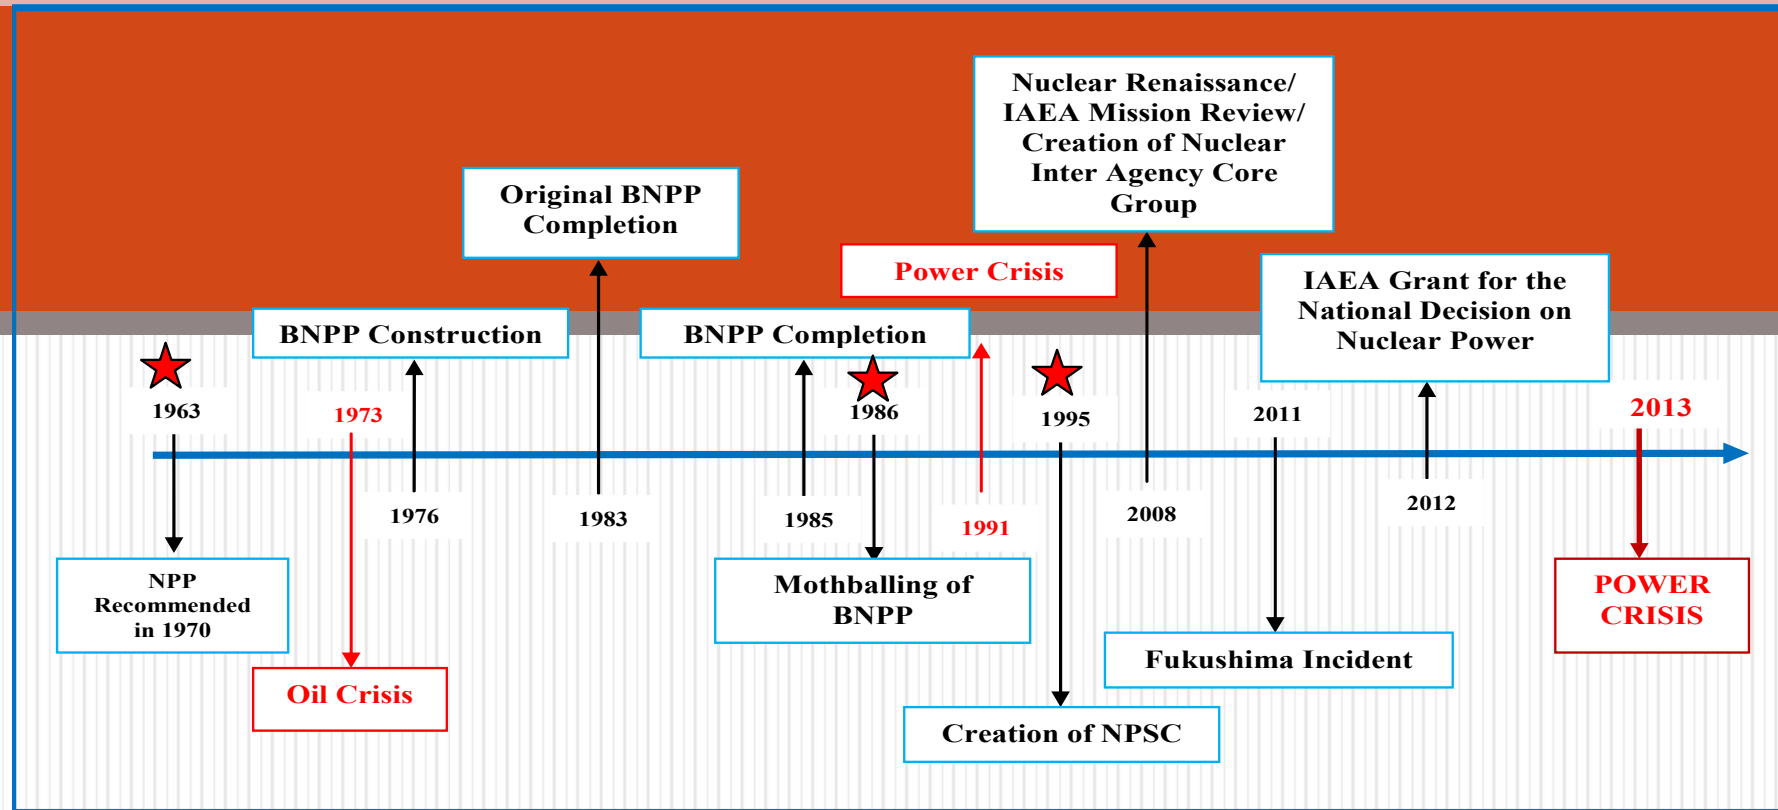 Nuclear Renaissance/
IAEA Mission Review/
Creation of Nuclear
Inter Agency Core
Group
Original BNPP
Completion
Power Crisis
IAEA Grant for the
National Decision on
Nuclear Power
BNPP Construction
BNPP Completion
1963
1973
1986
1995
2011
2013
1976
1983
1985
1991
2008
2012
NPP
Recommended
in 1970
Mothballing of
BNPP
POWER
CRISIS
Oil Crisis
Fukushima Incident
Creation of NPSC